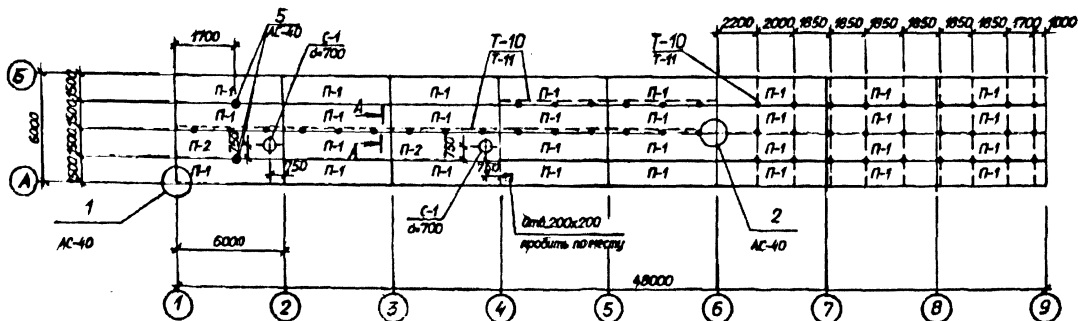 2200 2000 1850 1850 1850 1850 1850 1850 1700 1000
5
АС-40
С-1
d=700
1700
Т-10
Т-11
Т-10
Т-11
Б
6000
1500 1500 1500 1500
П-1 П-1 П-1 П-1 П-1 П-1 П-1 П-1
П-1 П-1 А П-1 П-1 П-1 П-1 П-1 П-1
П-2 750 П-1 А П-2 750 П-1 П-1 П-1 П-1 П-1
П-1 750 П-1 П-1 750 П-1 П-1 П-1 П-1 П-1
А
1
АС-40
С-1
d=700
Отв. 200х200
пробить по месту
2
АС-40
6000
48000
1 2 3 4 5 6 7 8 9